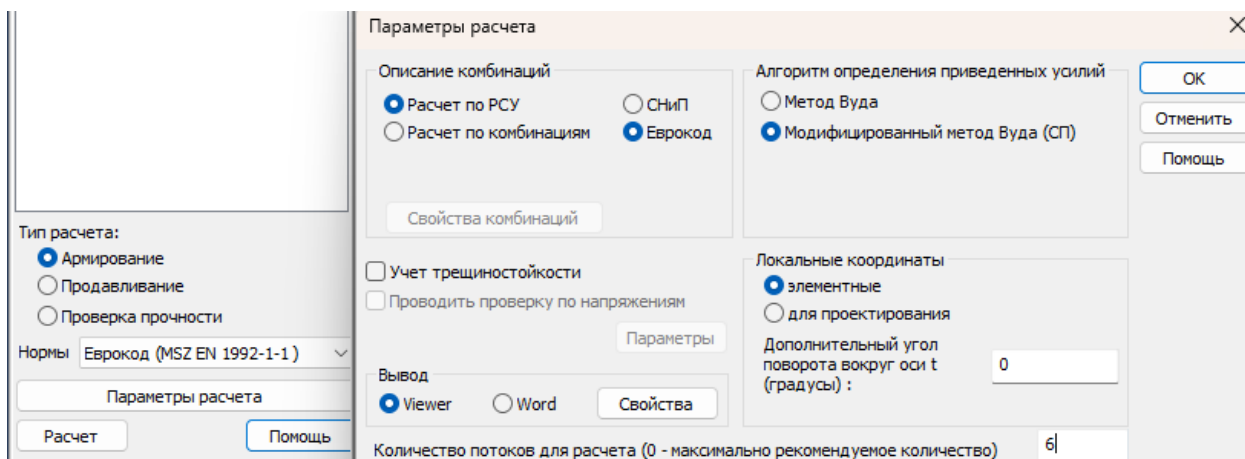 Параметры расчета
Описание комбинаций
Расчет по РСУ
СНиП
Расчет по комбинациям
Еврокод
Свойства комбинаций
Алгоритм определения приведенных усилий
Метод Вуда
Модифицированный метод Вуда (СП)
OK
Отменить
Помощь
Тип расчета:
Армирование
Продавливание
Проверка прочности
Нормы Еврокод (MSZ EN 1992-1-1 )
Параметры расчета
Расчет Помощь
Учет трещиностойкости
Проводить проверку по напряжениям
Параметры
Вывод
Viewer Word Свойства
Локальные координаты
элементные
для проектирования
Дополнительный угол
поворота вокруг оси t
(градусы) :
0
Количество потоков для расчета (0 - максимально рекомендуемое количество) 6